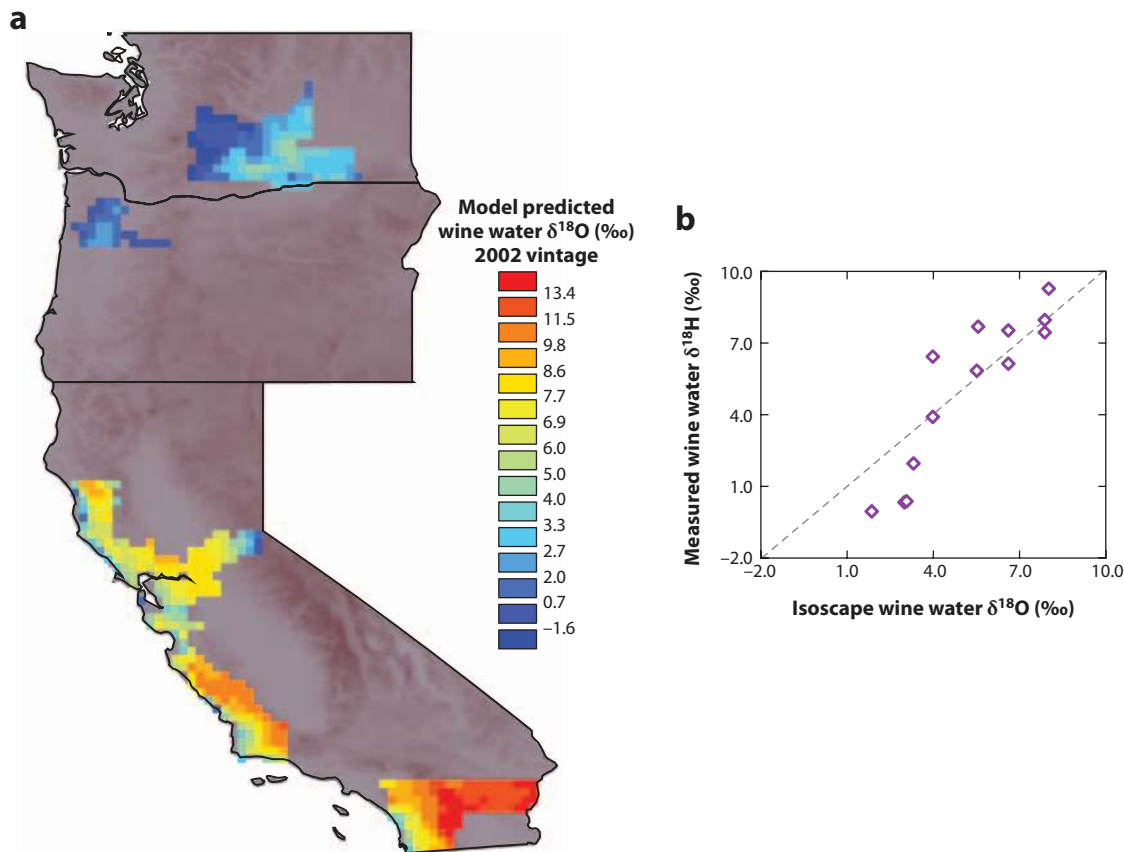 a
Model predicted
wine water δ¹⁸O (‰)
2002 vintage
13.4
11.5
9.8
8.6
7.7
6.9
6.0
5.0
4.0
3.3
2.7
2.0
0.7
–1.6
b
Measured wine water δ¹⁸H (‰)
10.0
7.0
4.0
1.0
–2.0
–2.0 1.0 4.0 7.0 10.0
Isoscape wine water δ¹⁸O (‰)